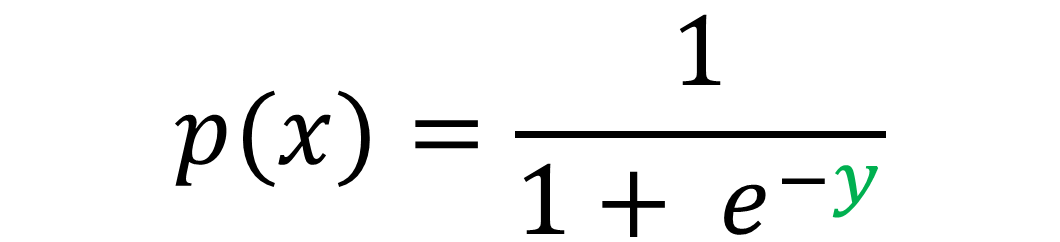 p(x) = 1 / (1 + e^{-y})